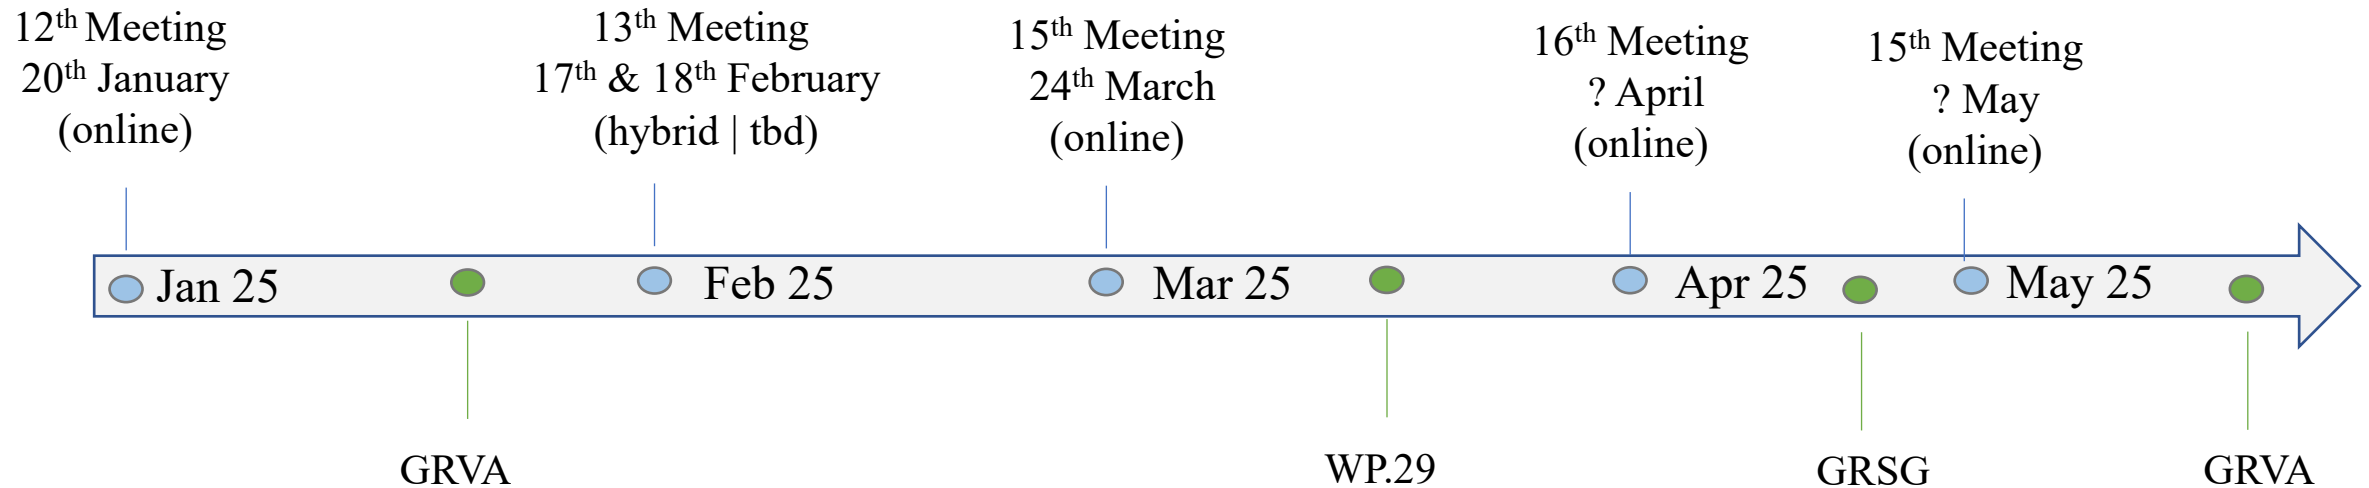 12th Meeting
20th January
(online)
13th Meeting
17th & 18th February
(hybrid | tbd)
15th Meeting
24th March
(online)
16th Meeting
? April
(online)
15th Meeting
? May
(online)
Jan 25
Feb 25
Mar 25
Apr 25
May 25
GRVA
WP.29
GRSG
GRVA